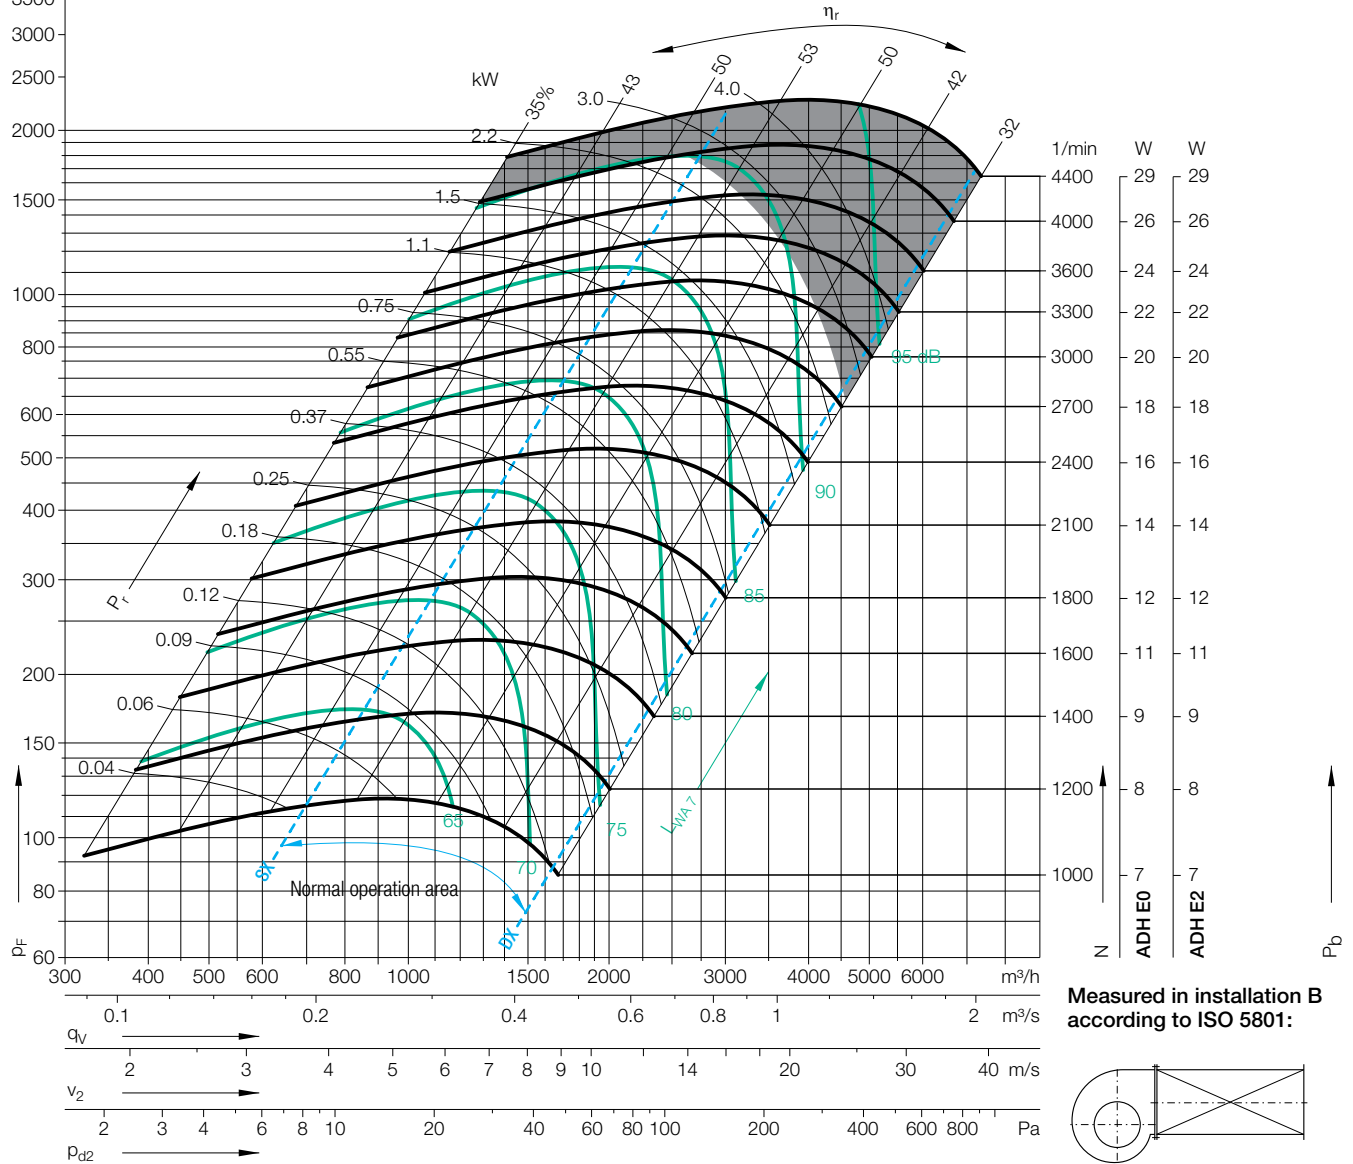 3500
3000
2500
2000
1500
1000
800
600
500
400
300
200
150
100
80
60
pF
kW
ηr
35%
43
50
53
50
42
32
4.0
3.0
2.2
1.5
1.1
0.75
0.55
0.37
0.25
0.18
0.12
0.09
0.06
0.04
Pr
95 dB
90
85
80
75
70
65
LWA 7
SX
DX
Normal operation area
1/min W W
4400 29 29
4000 26 26
3600 24 24
3300 22 22
3000 20 20
2700 18 18
2400 16 16
2100 14 14
1800 12 12
1600 11 11
1400 9 9
1200 8 8
1000 7 7
N
ADH E0
ADH E2
Pb
300 400 500 600 800 1000 1500 2000 3000 4000 5000 6000 m³/h
0.1 0.2 0.4 0.6 0.8 1 2 m³/s
qV
2 3 4 5 6 7 8 9 10 14 20 30 40 m/s
v2
2 3 4 6 8 10 20 40 60 80 100 200 400 600 800 Pa
pd2
Measured in installation B
according to ISO 5801: